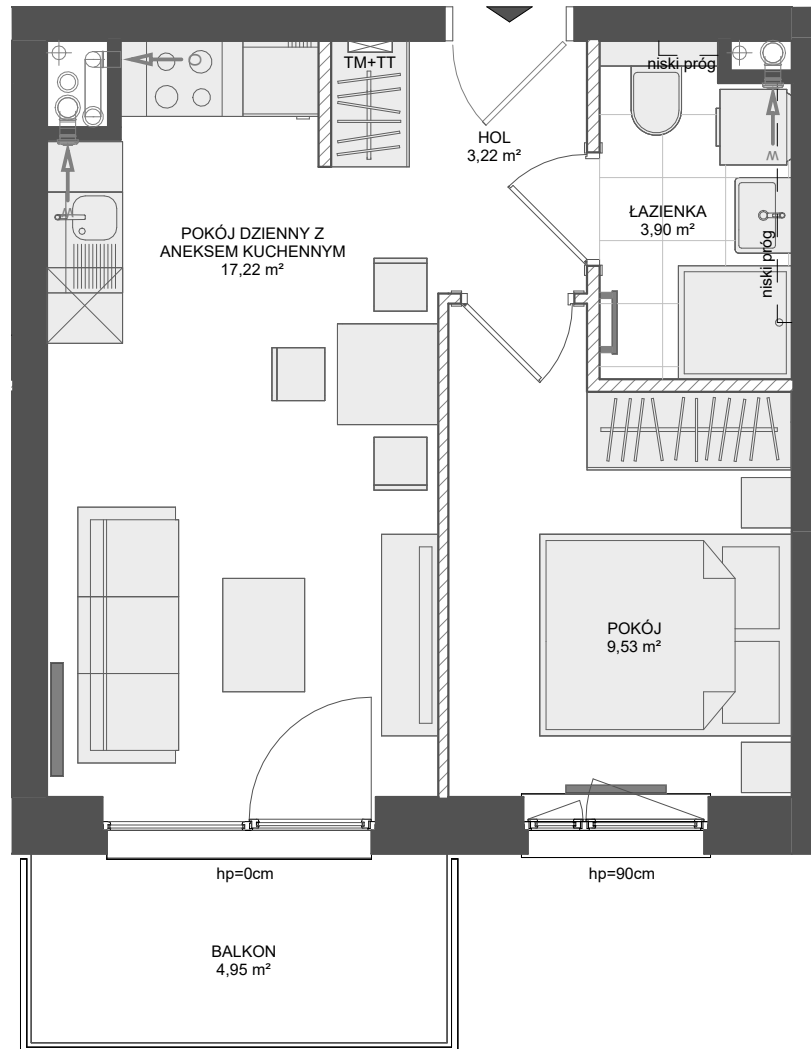 TM+TT
niski próg
HOL
3,22 m²
POKÓJ DZIENNY Z
ANEKSEM KUCHENNYM
17,22 m²
ŁAZIENKA
3,90 m²
niski próg
POKÓJ
9,53 m²
hp=0cm
hp=90cm
BALKON
4,95 m²